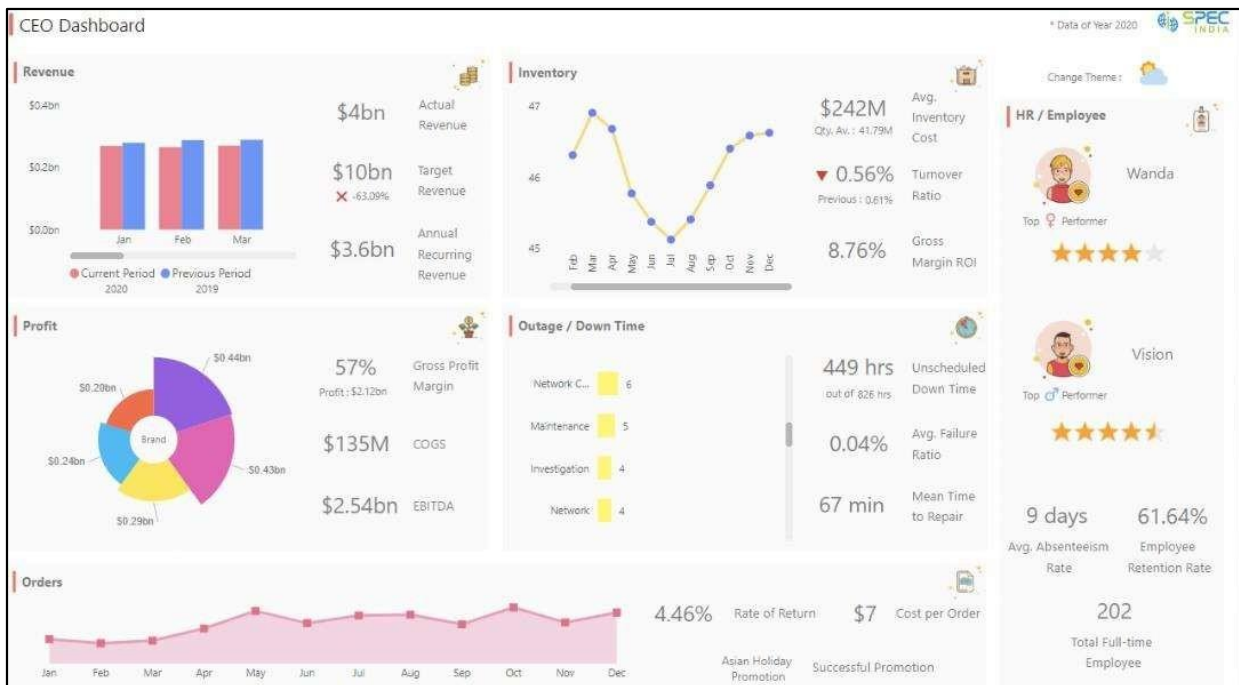 CEO Dashboard
* Data of Year 2020
SPEC
INDIA
Revenue
$0.4bn
$0.2bn
$0.0bn
Jan Feb Mar
Current Period Previous Period
2020 2019
$4bn Actual
Revenue
$10bn Target
Revenue
-63.09%
$3.6bn Annual
Recurring
Revenue
Inventory
47
46
45
Feb Mar Apr May Jun Jul Aug Sep Oct Nov Dec
$242M Avg.
Inventory
Cost
Qty. Av. : 41.79M
0.56% Turnover
Ratio
Previous : 0.61%
8.76% Gross
Margin ROI
Change Theme :
HR / Employee
Wanda
Top Performer
Vision
Top Performer
9 days
Avg. Absenteeism
Rate
61.64%
Employee
Retention Rate
202
Total Full-time
Employee
Profit
$0.44bn
$0.20bn
Brand
$0.24bn
$0.43bn
$0.29bn
57% Gross Profit
Margin
Profit : $2.12bn
$135M COGS
$2.54bn EBITDA
Outage / Down Time
Network C... 6
Maintenance 5
Investigation 4
Network 4
449 hrs Unscheduled
Down Time
out of 826 hrs
0.04% Avg. Failure
Ratio
67 min Mean Time
to Repair
Orders
Jan Feb Mar Apr May Jun Jul Aug Sep Oct Nov Dec
4.46% Rate of Return
$7 Cost per Order
Asian Holiday
Promotion
Successful Promotion